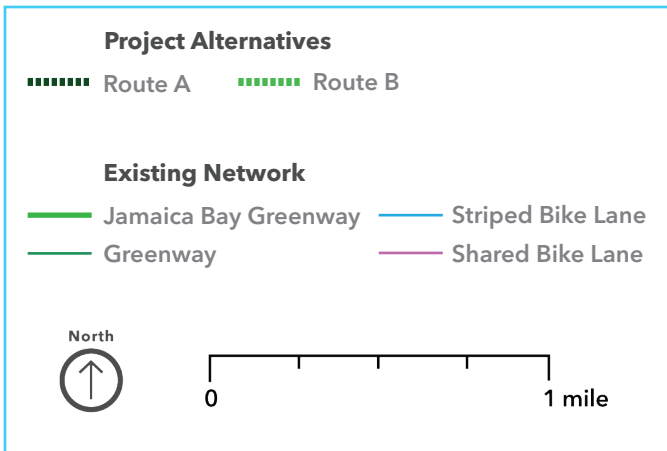 Project Alternatives
Route A Route B
Existing Network
Jamaica Bay Greenway Striped Bike Lane
Greenway Shared Bike Lane
North
0 1 mile